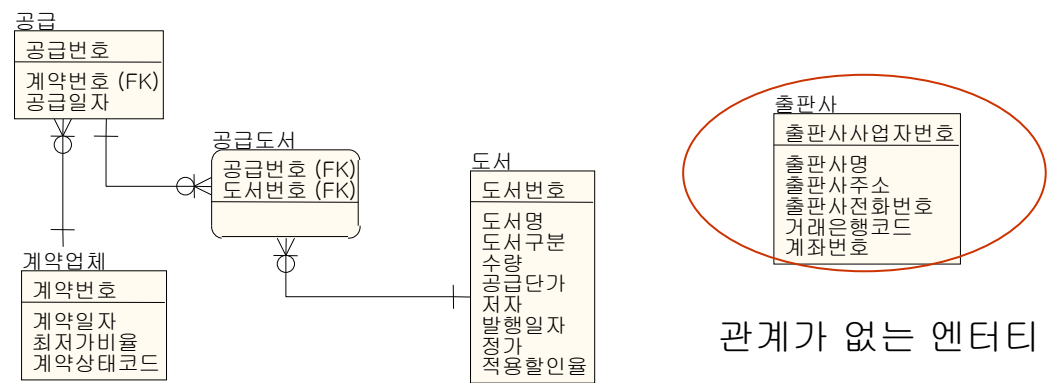 공급
공급번호
계약번호 (FK)
공급일자
공급도서
공급번호 (FK)
도서번호 (FK)
계약업체
계약번호
계약일자
최저가비율
계약상태코드
도서
도서번호
도서명
도서구분
수량
공급단가
저자
발행일자
정가
적용할인율
출판사
출판사사업자번호
출판사명
출판사주소
출판사전화번호
거래은행코드
계좌번호
관계가 없는 엔터티